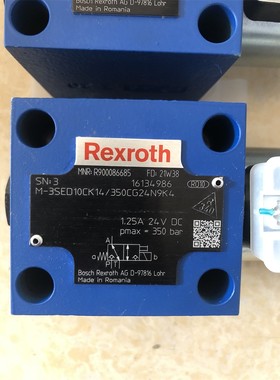 Bosch Rexroth AG D-97816 Lohr
Made in Romania
Rexroth
MNR: R900086685 FD: 21W38
SN:3 16134986 RD10
M-3SED10CK14/350CG24N9K4
1.25A 24V DC
pmax = 350 bar
A
a
P T
Bosch Rexroth AG D-97816 Lohr
Made in Romania